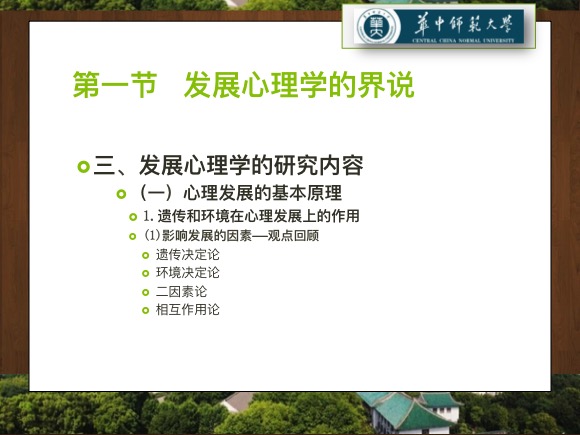 華中師範大學
CENTRAL CHINA NORMAL UNIVERSITY
第一节 发展心理学的界说
三、发展心理学的研究内容
（一）心理发展的基本原理
1. 遗传和环境在心理发展上的作用
⑴影响发展的因素──观点回顾
遗传决定论
环境决定论
二因素论
相互作用论